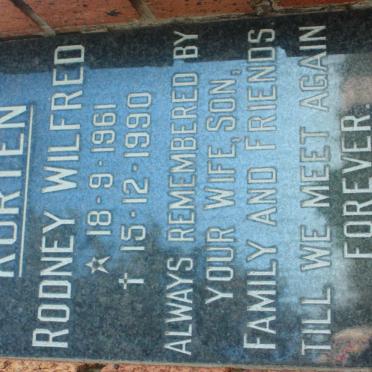 KORTEN
RODNEY WILFRED
☆ 18-9-1961
✝ 15-12-1990
ALWAYS REMEMBERED BY
YOUR WIFE, SON,
FAMILY AND FRIENDS
TILL WE MEET AGAIN
FOREVER.